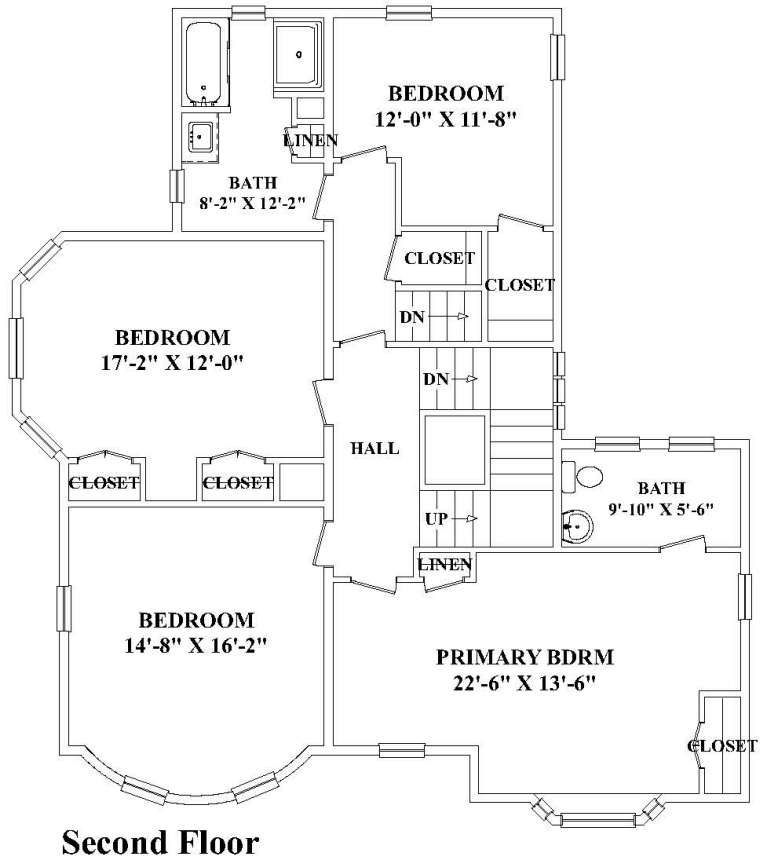 BEDROOM
12'-0" X 11'-8"
LINEN
BATH
8'-2" X 12'-2"
CLOSET
CLOSET
DN
BEDROOM
17'-2" X 12'-0"
DN
HALL
CLOSET
CLOSET
BATH
9'-10" X 5'-6"
UP
LINEN
BEDROOM
14'-8" X 16'-2"
PRIMARY BDRM
22'-6" X 13'-6"
CLOSET
Second Floor